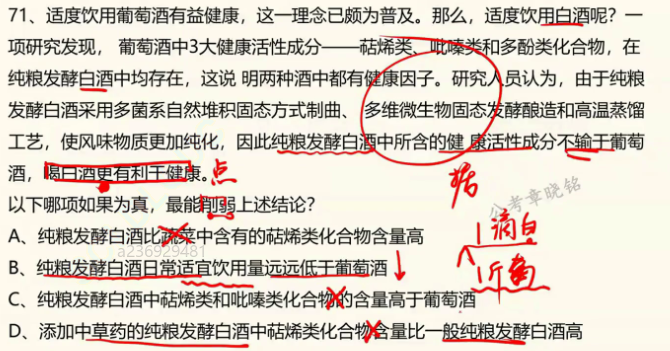 71、适度饮用葡萄酒有益健康，这一理念已颇为普及。那么，适度饮用白酒呢？一
项研究发现， 葡萄酒中3大健康活性成分——萜烯类、吡嗪类和多酚类化合物，在
纯粮发酵白酒中均存在，这说 明两种酒中都有健康因子。研究人员认为，由于纯粮
发酵白酒采用多菌系自然堆积固态方式制曲、 多维微生物固态发酵酿造和高温蒸馏
工艺，使风味物质更加纯化，因此纯粮发酵白酒中所含的健 康活性成分不输于葡萄
酒，喝白酒更有利于健康。
点
据
以下哪项如果为真，最能削弱上述结论？
公考章晓铭
1滴白
1斤葡
A、纯粮发酵白酒比蔬菜中含有的萜烯类化合物含量高
a236929481
B、纯粮发酵白酒日常适宜饮用量远远低于葡萄酒
C、纯粮发酵白酒中萜烯类和吡嗪类化合物的含量高于葡萄酒
D、添加中草药的纯粮发酵白酒中萜烯类化合物含量比一般纯粮发酵白酒高